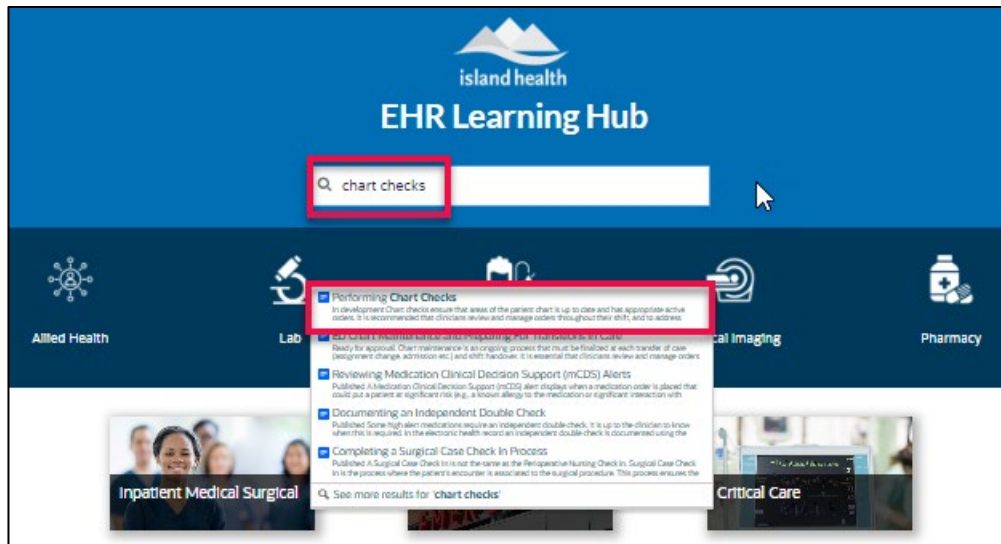 island health
EHR Learning Hub
chart checks
Performing Chart Checks
In development Chart checks ensure that areas of the patient chart is up to date and has appropriate active
orders. It is recommended that clinicians review and manage orders throughout their shift, and to address
ED Chart Maintenance and Preparing For Transitions in Care
Ready for approval. Chart maintenance is an ongoing process that must be finalized at each transfer of care
(assignment change, admission etc.) and shift handover. It is essential that clinicians review and manage orders
Reviewing Medication Clinical Decision Support (mCDS) Alerts
Published A Medication Clinical Decision Support (mCDS) alert displays when a medication order is placed that
could put a patient at significant risk (e.g., a known allergy to the medication or significant interaction with
Documenting an Independent Double Check
Published Some high alert medications require an independent double check. It is up to the clinician to know
when this is required. In the electronic health record an independent double check is documented using the
Completing a Surgical Case Check In Process
Published A Surgical Case Check In is not the same as the Perioperative Nursing Check In. Surgical Case Check
In is the process where the patient's encounter is associated to the surgical procedure. This process ensures the
See more results for 'chart checks'
Allied Health
Lab
cal Imaging
Pharmacy
Inpatient Medical Surgical
Critical Care